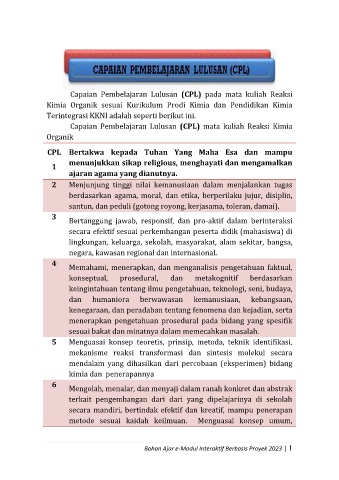 CAPAIAN PEMBELAJARAN LULUSAN (CPL)
Capaian Pembelajaran Lulusan (CPL) pada mata kuliah Reaksi
Kimia Organik sesuai Kurikulum Prodi Kimia dan Pendidikan Kimia
Terintegrasi KKNI adalah seperti berikut ini.
Capaian Pembelajaran Lulusan (CPL) mata kuliah Reaksi Kimia
Organik
CPL 1 Bertakwa kepada Tuhan Yang Maha Esa dan mampu
menunjukkan sikap religious, menghayati dan mengamalkan
ajaran agama yang dianutnya.
2 Menjunjung tinggi nilai kemanusiaan dalam menjalankan tugas
berdasarkan agama, moral, dan etika, berperilaku jujur, disiplin,
santun, dan peduli (gotong royong, kerjasama, toleran, damai).
3 Bertanggung jawab, responsif, dan pro-aktif dalam berinteraksi
secara efektif sesuai perkembangan peserta didik (mahasiswa) di
lingkungan, keluarga, sekolah, masyarakat, alam sekitar, bangsa,
negara, kawasan regional dan internasional.
4 Memahami, menerapkan, dan menganalisis pengetahuan faktual,
konseptual, prosedural, dan metakognitif berdasarkan
keingintahuan tentang ilmu pengetahuan, teknologi, seni, budaya,
dan humaniora berwawasan kemanusiaan, kebangsaan,
kenegaraan, dan peradaban tentang fenomena dan kejadian, serta
menerapkan pengetahuan prosedural pada bidang yang spesifik
sesuai bakat dan minatnya dalam memecahkan masalah.
5 Menguasai konsep teoretis, prinsip, metoda, teknik identifikasi,
mekanisme reaksi transformasi dan sintesis molekul secara
mendalam yang dihasilkan dari percobaan (eksperimen) bidang
kimia dan penerapannya
6 Mengolah, menalar, dan menyaji dalam ranah konkret dan abstrak
terkait pengembangan dari dari yang dipelajarinya di sekolah
secara mandiri, bertindak efektif dan kreatif, mampu penerapan
metode sesuai kaidah keilmuan. Menguasai konsep umum,
Bahan Ajar e-Modul Interaktif Berbasis Proyek 2023 | 1